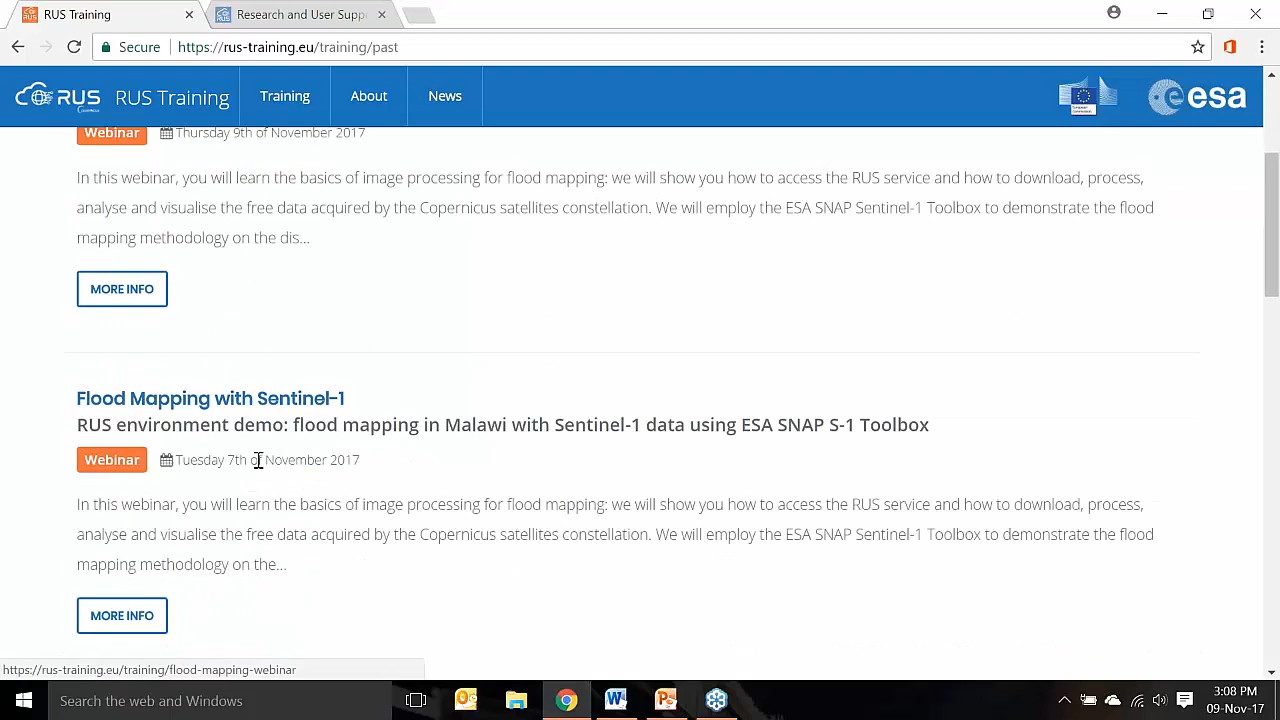 RUS Training
Research and User Supp
Secure https://rus-training.eu/training/past
RUS
Copernicus
RUS Training
Training
About
News
esa
Webinar
Thursday 9th of November 2017
In this webinar, you will learn the basics of image processing for flood mapping: we will show you how to access the RUS service and how to download, process,
analyse and visualise the free data acquired by the Copernicus satellites constellation. We will employ the ESA SNAP Sentinel-1 Toolbox to demonstrate the flood
mapping methodology on the dis...
MORE INFO
Flood Mapping with Sentinel-1
RUS environment demo: flood mapping in Malawi with Sentinel-1 data using ESA SNAP S-1 Toolbox
Webinar
Tuesday 7th of November 2017
In this webinar, you will learn the basics of image processing for flood mapping: we will show you how to access the RUS service and how to download, process,
analyse and visualise the free data acquired by the Copernicus satellites constellation. We will employ the ESA SNAP Sentinel-1 Toolbox to demonstrate the flood
mapping methodology on the...
MORE INFO
https://rus-training.eu/training/flood-mapping-webinar
Search the web and Windows
3:08 PM
09-Nov-17